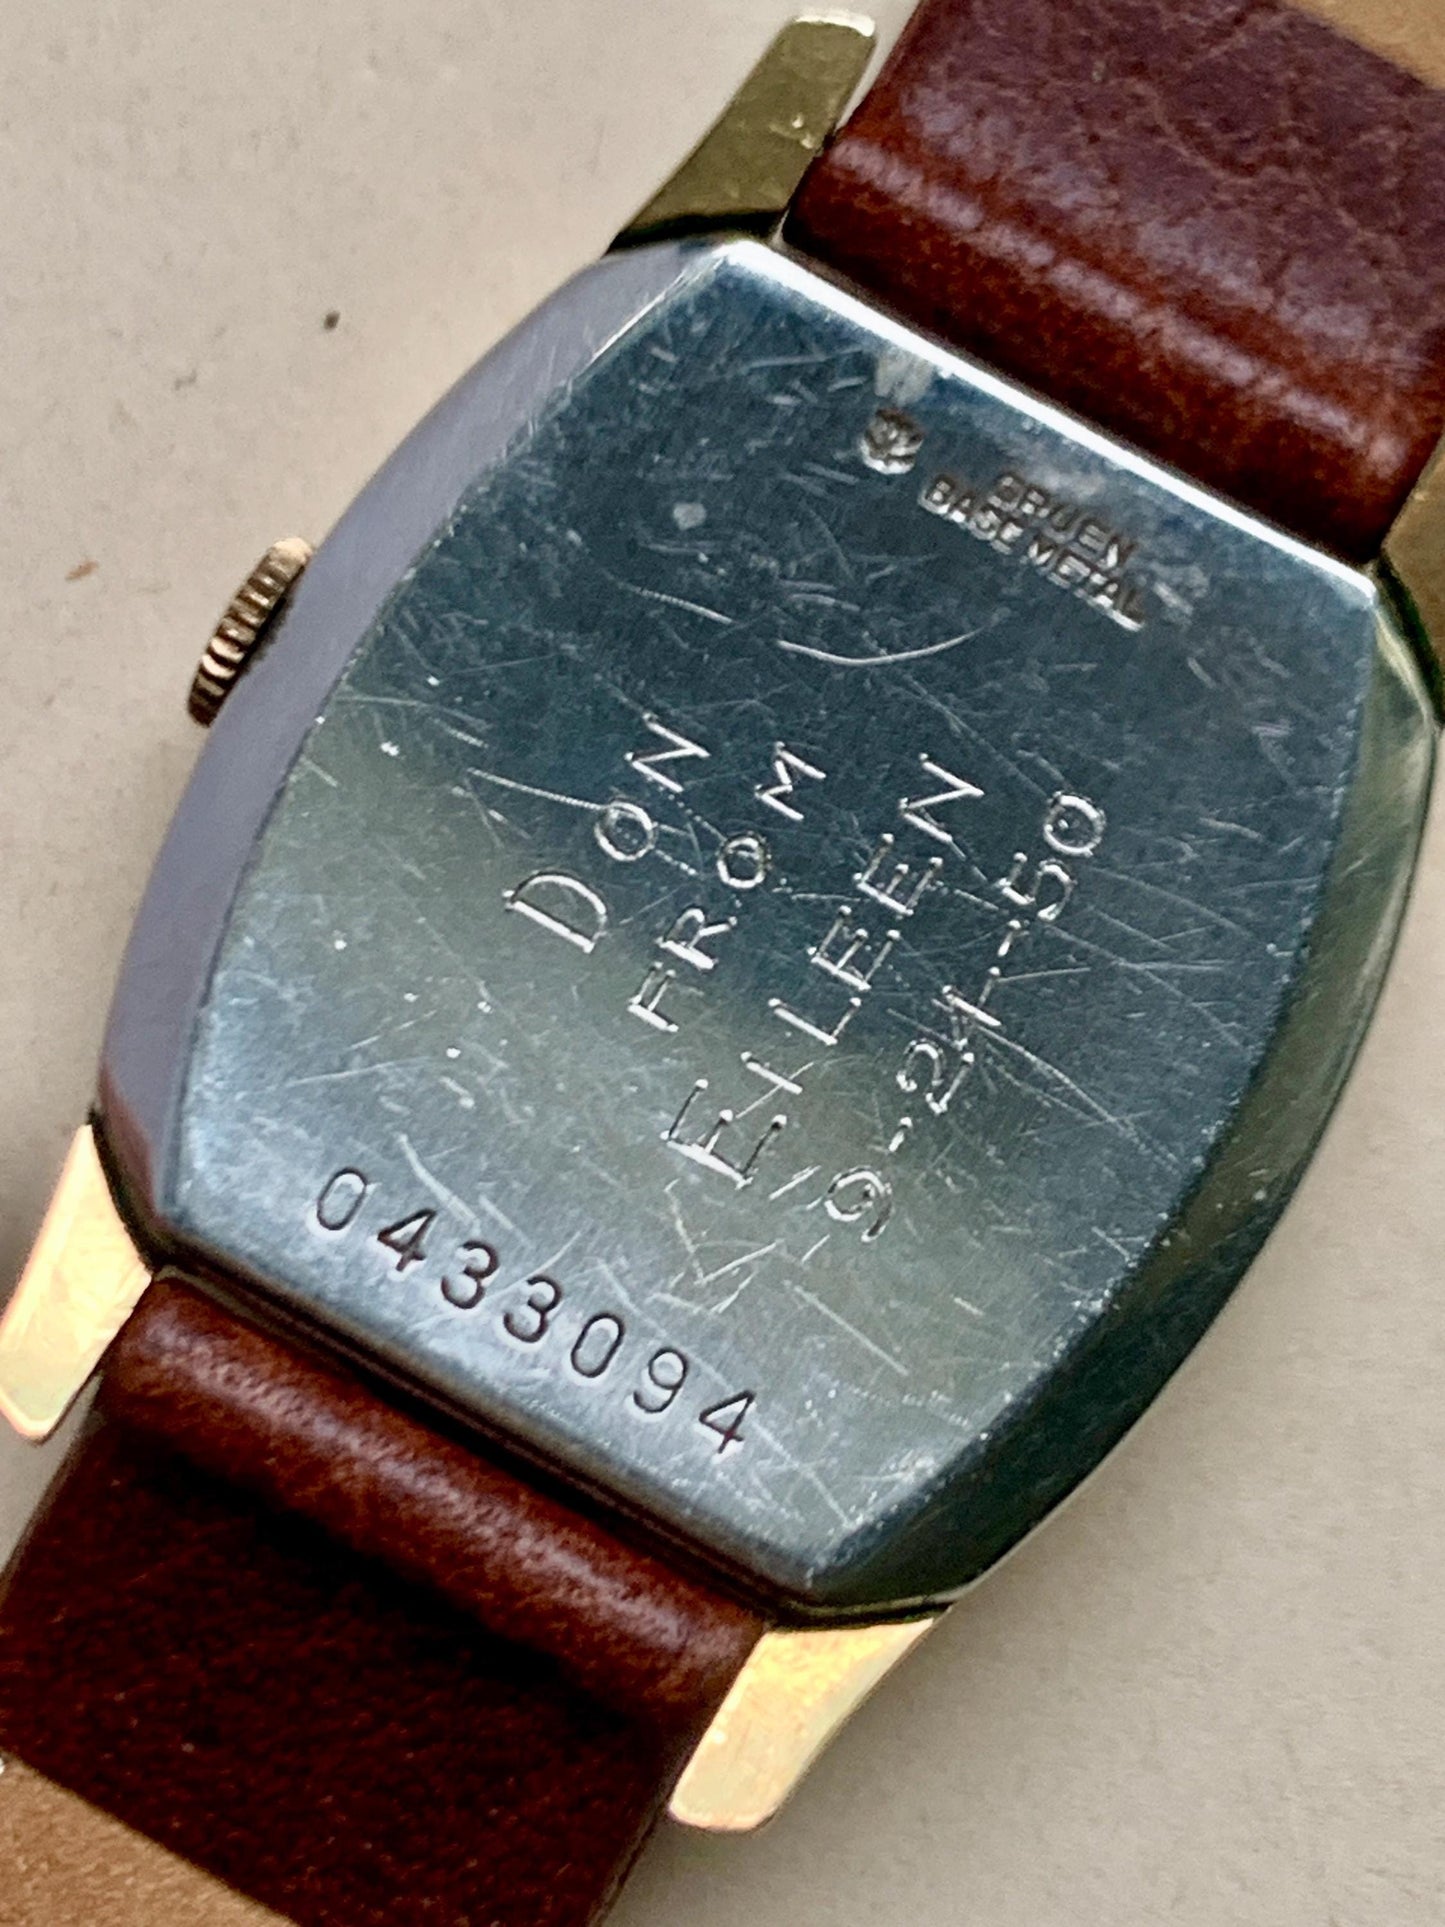 GRUEN
BASE METAL
DON
FROM
EILEEN
9-21-50
0433094